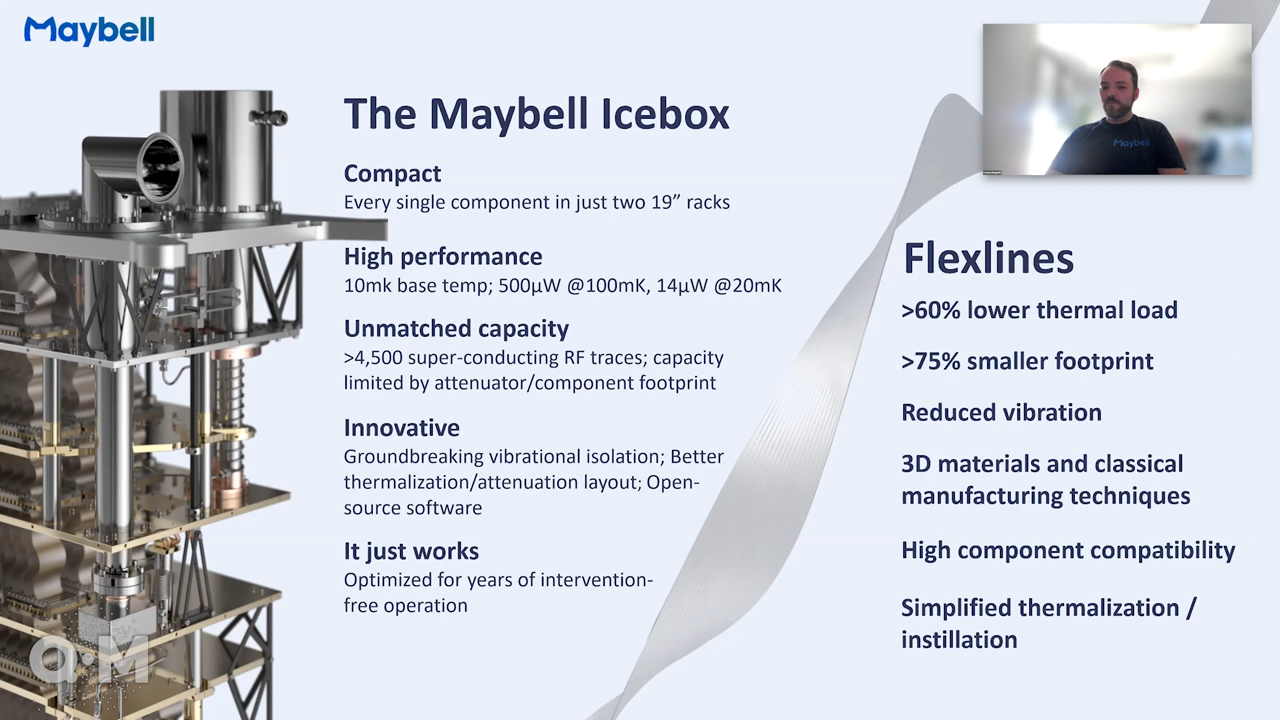 Maybell
The Maybell Icebox
Compact
Every single component in just two 19” racks
High performance
10mk base temp; 500µW @100mK, 14µW @20mK
Unmatched capacity
>4,500 super-conducting RF traces; capacity
limited by attenuator/component footprint
Innovative
Groundbreaking vibrational isolation; Better
thermalization/attenuation layout; Open-
source software
It just works
Optimized for years of intervention-
free operation
Maybell
Flexlines
>60% lower thermal load
>75% smaller footprint
Reduced vibration
3D materials and classical
manufacturing techniques
High component compatibility
Simplified thermalization /
instillation
a·M